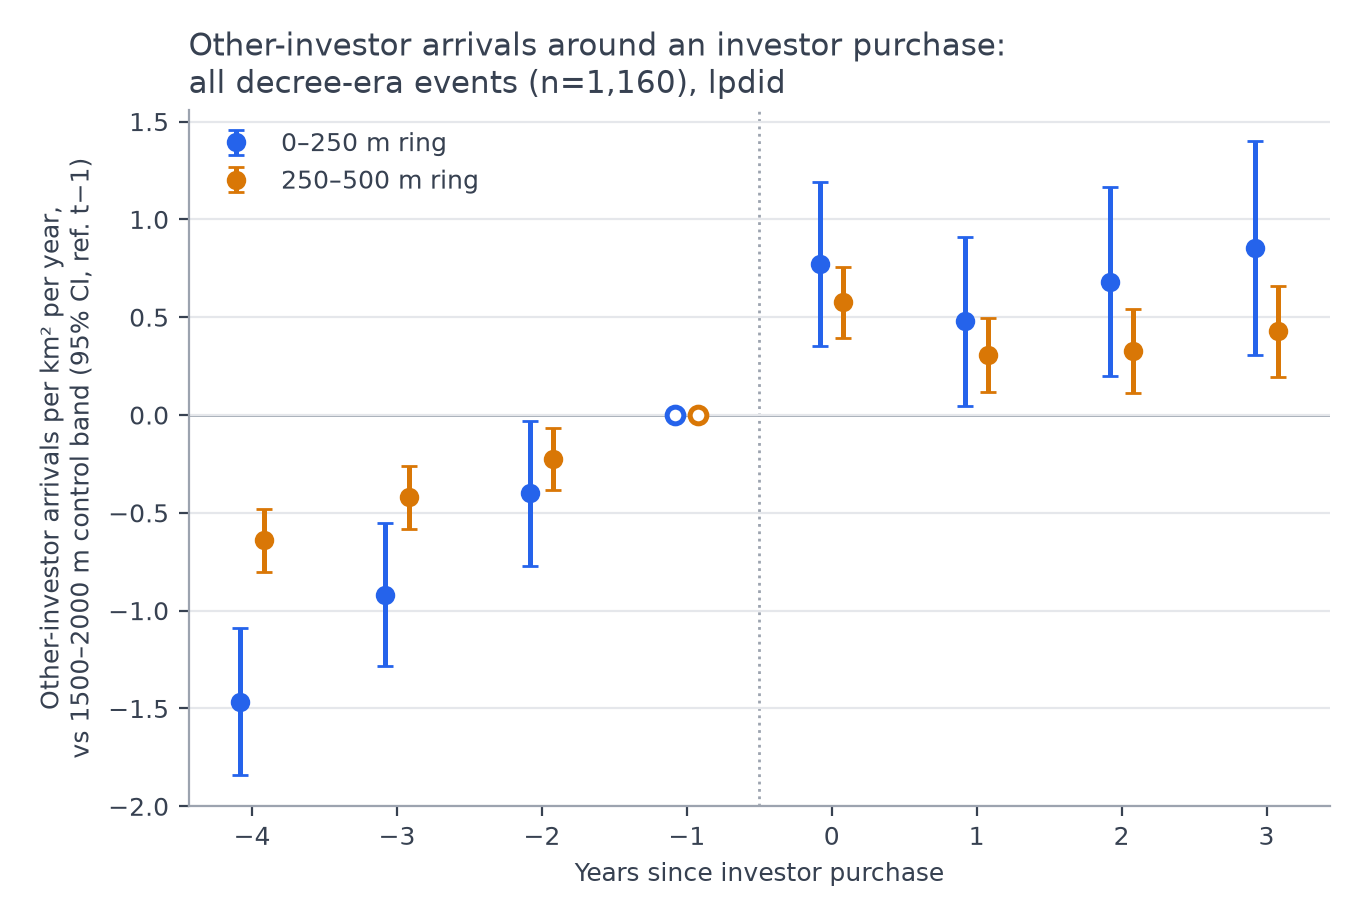 Other-investor arrivals around an investor purchase:
all decree-era events (n=1,160), lpdid
0–250 m ring
250–500 m ring
Other-investor arrivals per km² per year,
vs 1500–2000 m control band (95% CI, ref. t−1)
1.5
1.0
0.5
0.0
−0.5
−1.0
−1.5
−2.0
−4
−3
−2
−1
0
1
2
3
Years since investor purchase